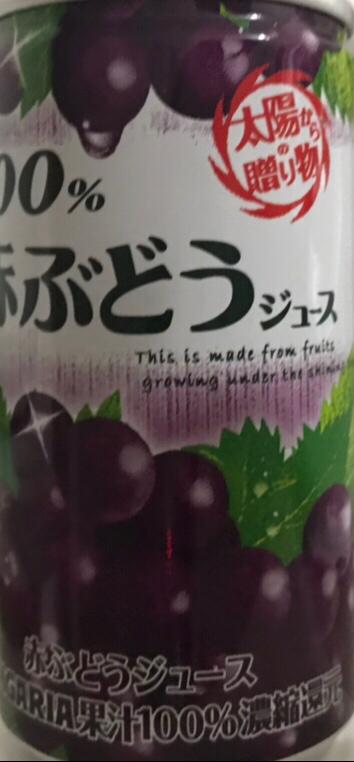 太陽から
の
贈り物
00%
赤ぶどうジュース
This is made from fruits
growing under the shining
赤ぶどうジュース
GARIA果汁100%濃縮還元